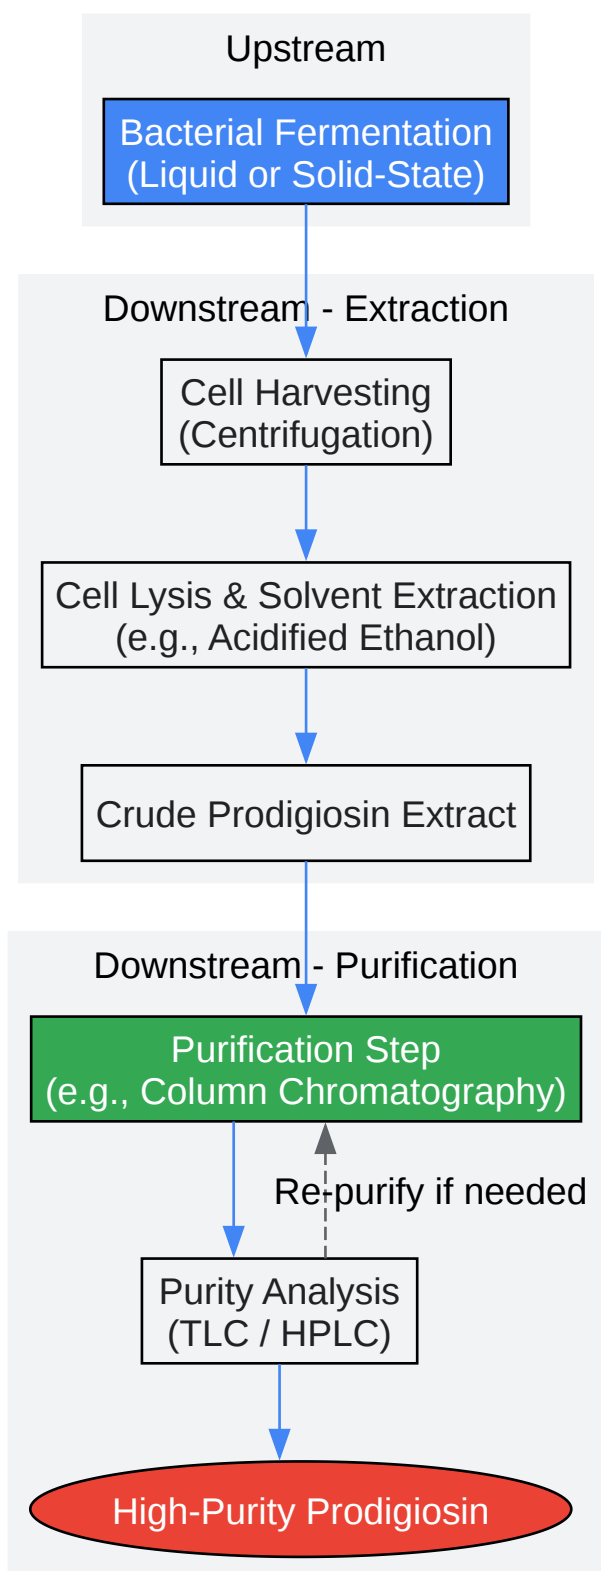 Upstream
Bacterial Fermentation
(Liquid or Solid-State)
Downstream - Extraction
Cell Harvesting
(Centrifugation)
Cell Lysis & Solvent Extraction
(e.g., Acidified Ethanol)
Crude Prodigiosin Extract
Downstream - Purification
Purification Step
(e.g., Column Chromatography)
Re-purify if needed
Purity Analysis
(TLC / HPLC)
High-Purity Prodigiosin